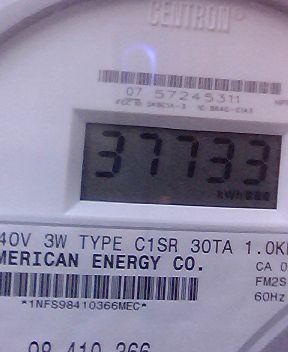 CENTRON®
07 57245311
37733
kWh
40V 3W TYPE C1SR 30TA 1.0K
MERICAN ENERGY CO.
CA 0
FM2S
60Hz
*1NFS98410366MEC*
98 410 366